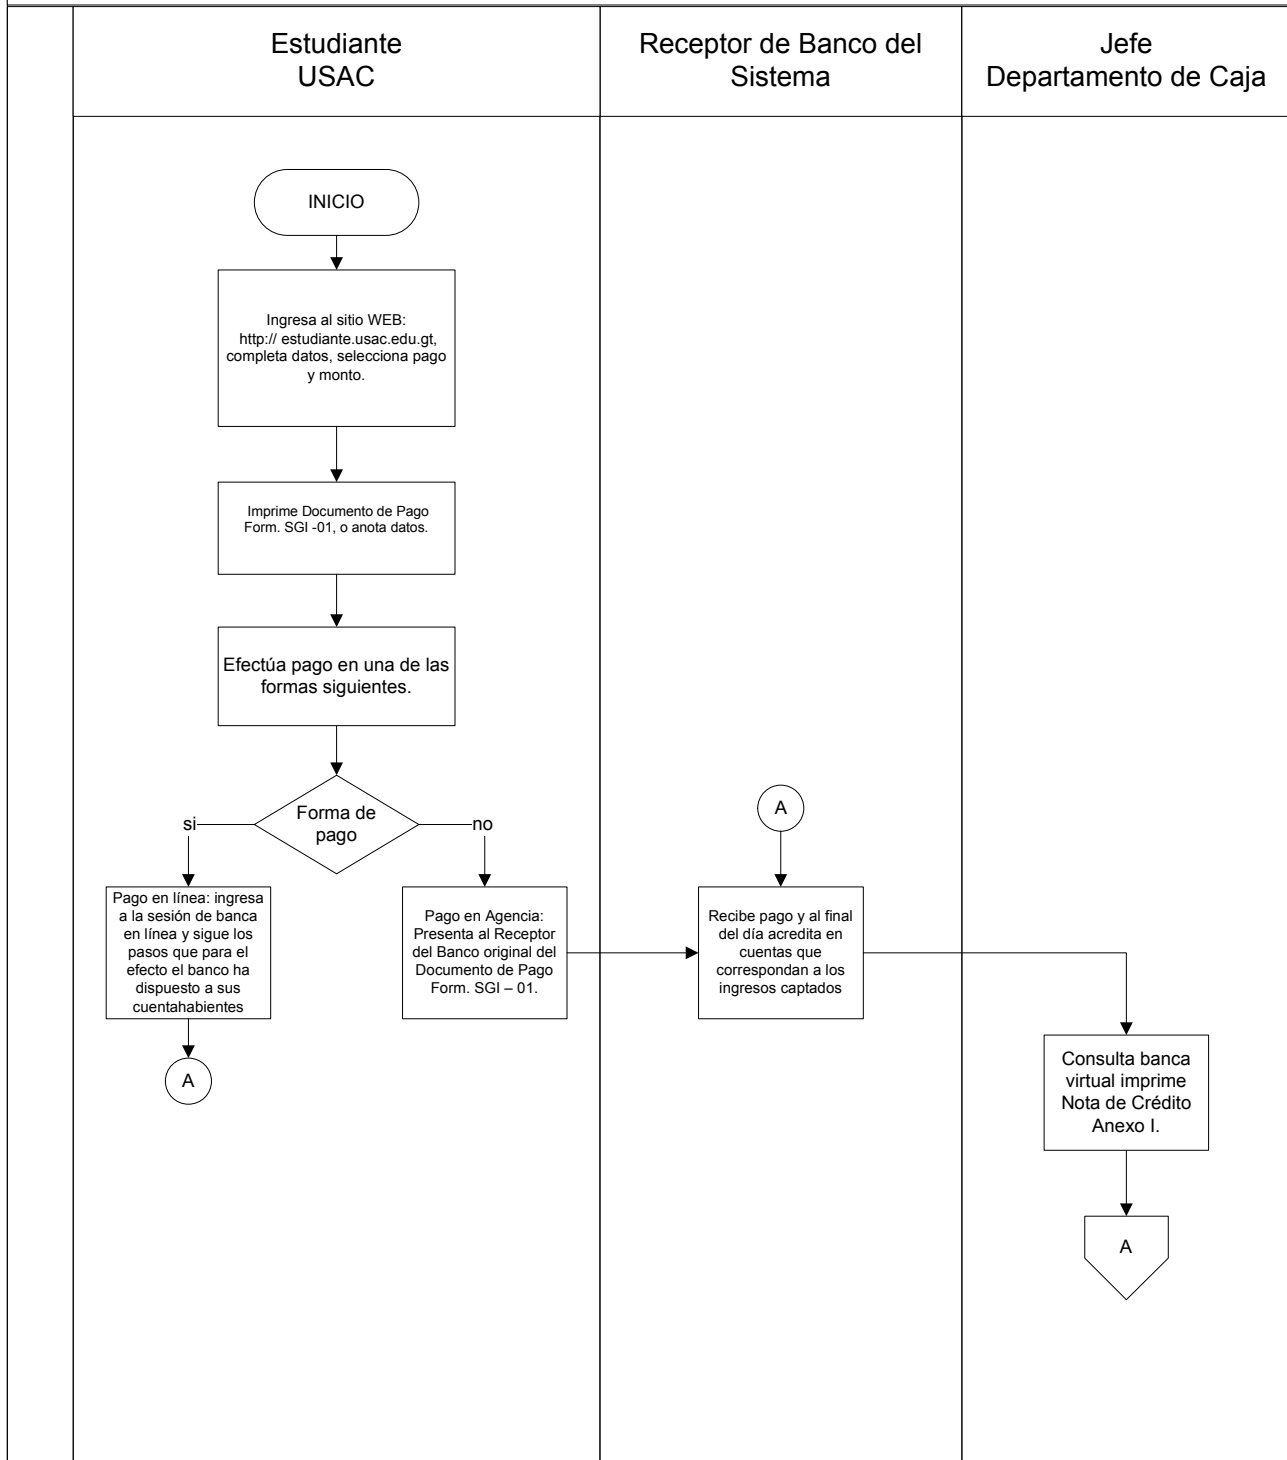 Estudiante
USAC
Receptor de Banco del
Sistema
Jefe
Departamento de Caja
INICIO
Ingresa al sitio WEB:
http:// estudiante.usac.edu.gt,
completa datos, selecciona pago
y monto.
Imprime Documento de Pago
Form. SGI -01, o anota datos.
Efectúa pago en una de las
formas siguientes.
Forma de
pago
si
no
Pago en línea: ingresa
a la sesión de banca
en línea y sigue los
pasos que para el
efecto el banco ha
dispuesto a sus
cuentahabientes
A
Pago en Agencia:
Presenta al Receptor
del Banco original del
Documento de Pago
Form. SGI – 01.
A
Recibe pago y al final
del día acredita en
cuentas que
correspondan a los
ingresos captados
Consulta banca
virtual imprime
Nota de Crédito
Anexo I.
A